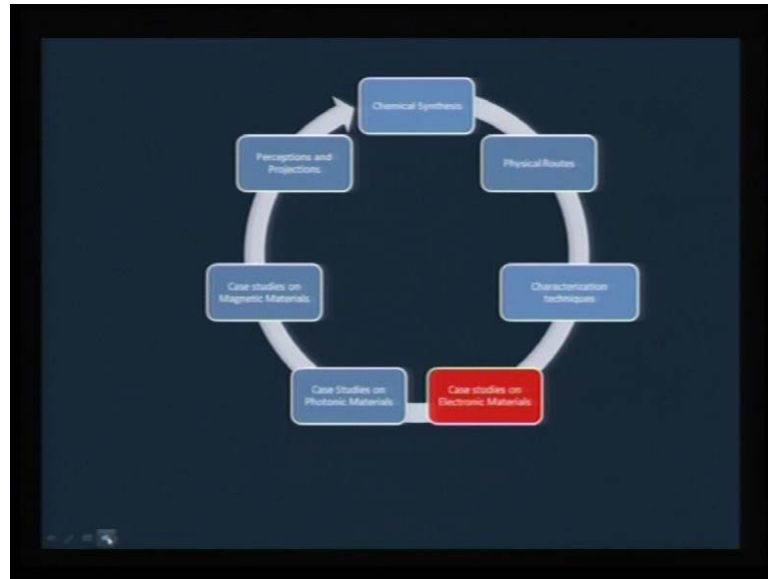 Chemical Synthesis
Physical Routes
Characterization
techniques
Case studies on
Electronic Materials
Case Studies on
Photonic Materials
Case studies on
Magnetic Materials
Perceptions and
Projections